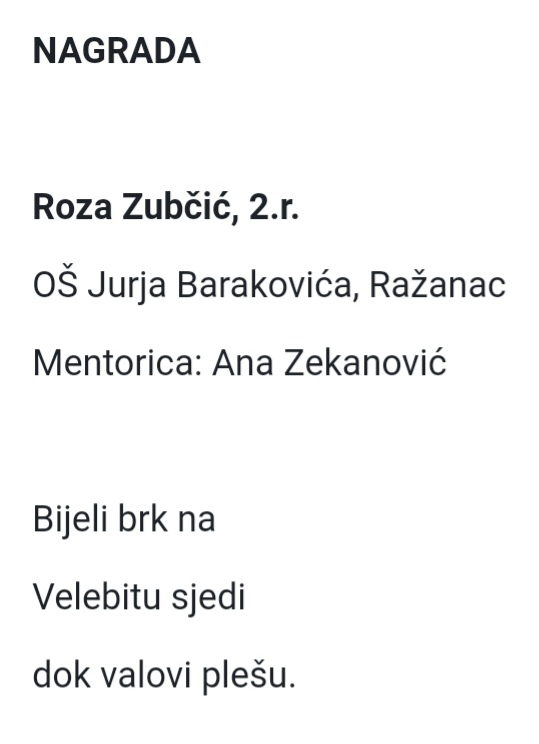 NAGRADA
Roza Zubčić, 2.r.
OŠ Jurja Barakovića, Ražanac
Mentorica: Ana Zekanović
Bijeli brk na
Velebitu sjedi
dok valovi plešu.